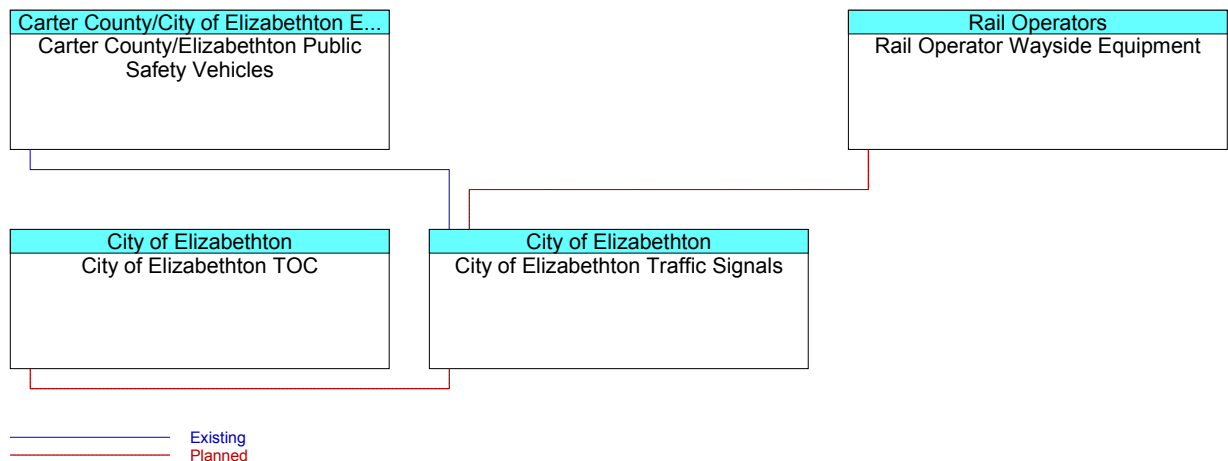 Carter County/City of Elizabethton E...
Carter County/Elizabethton Public
Safety Vehicles
Rail Operators
Rail Operator Wayside Equipment
City of Elizabethton
City of Elizabethton TOC
City of Elizabethton
City of Elizabethton Traffic Signals
Existing
Planned